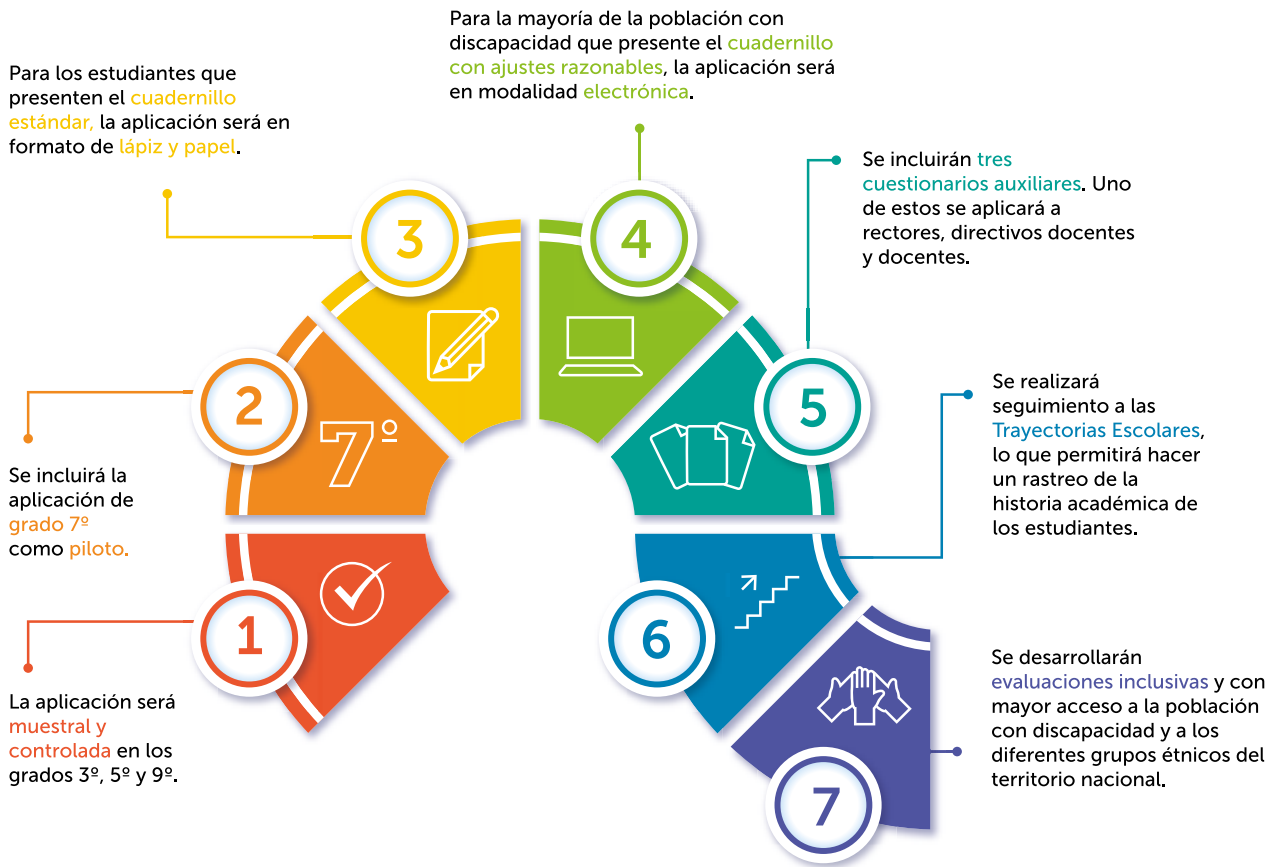 1
La aplicación será
muestral y
controlada en los
grados 3º, 5º y 9º.
2
7º
Se incluirá la
aplicación de
grado 7º
como piloto.
3
Para los estudiantes que
presenten el cuadernillo
estándar, la aplicación será en
formato de lápiz y papel.
4
Para la mayoría de la población con
discapacidad que presente el cuadernillo
con ajustes razonables, la aplicación será
en modalidad electrónica.
5
Se incluirán tres
cuestionarios auxiliares. Uno
de estos se aplicará a
rectores, directivos docentes
y docentes.
6
Se realizará
seguimiento a las
Trayectorias Escolares,
lo que permitirá hacer
un rastreo de la
historia académica de
los estudiantes.
7
Se desarrollarán
evaluaciones inclusivas y con
mayor acceso a la población
con discapacidad y a los
diferentes grupos étnicos del
territorio nacional.